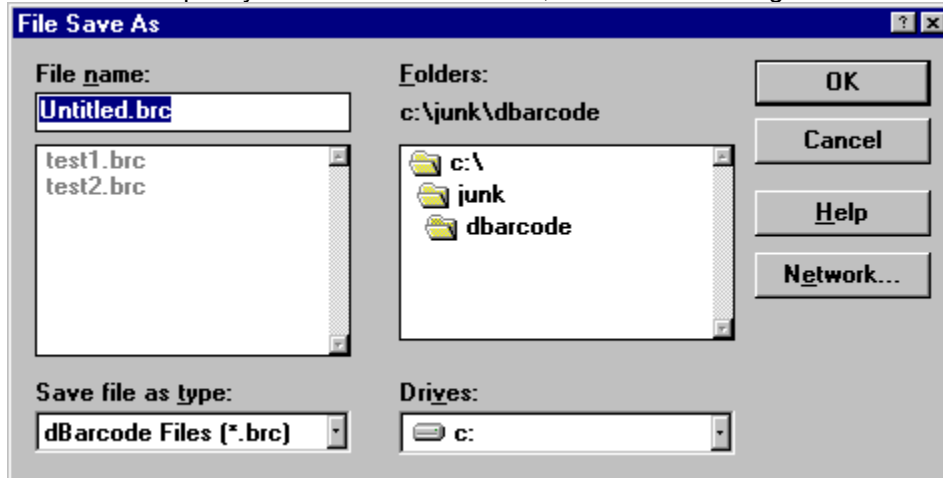 File Save As
File name:
Untitled.brc
test1.brc
test2.brc
Save file as type:
dBarcode Files (*.brc)
Folders:
c:\junk\dbarcode
c:\
junk
dbarcode
Drives:
c:
OK
Cancel
Help
Network...